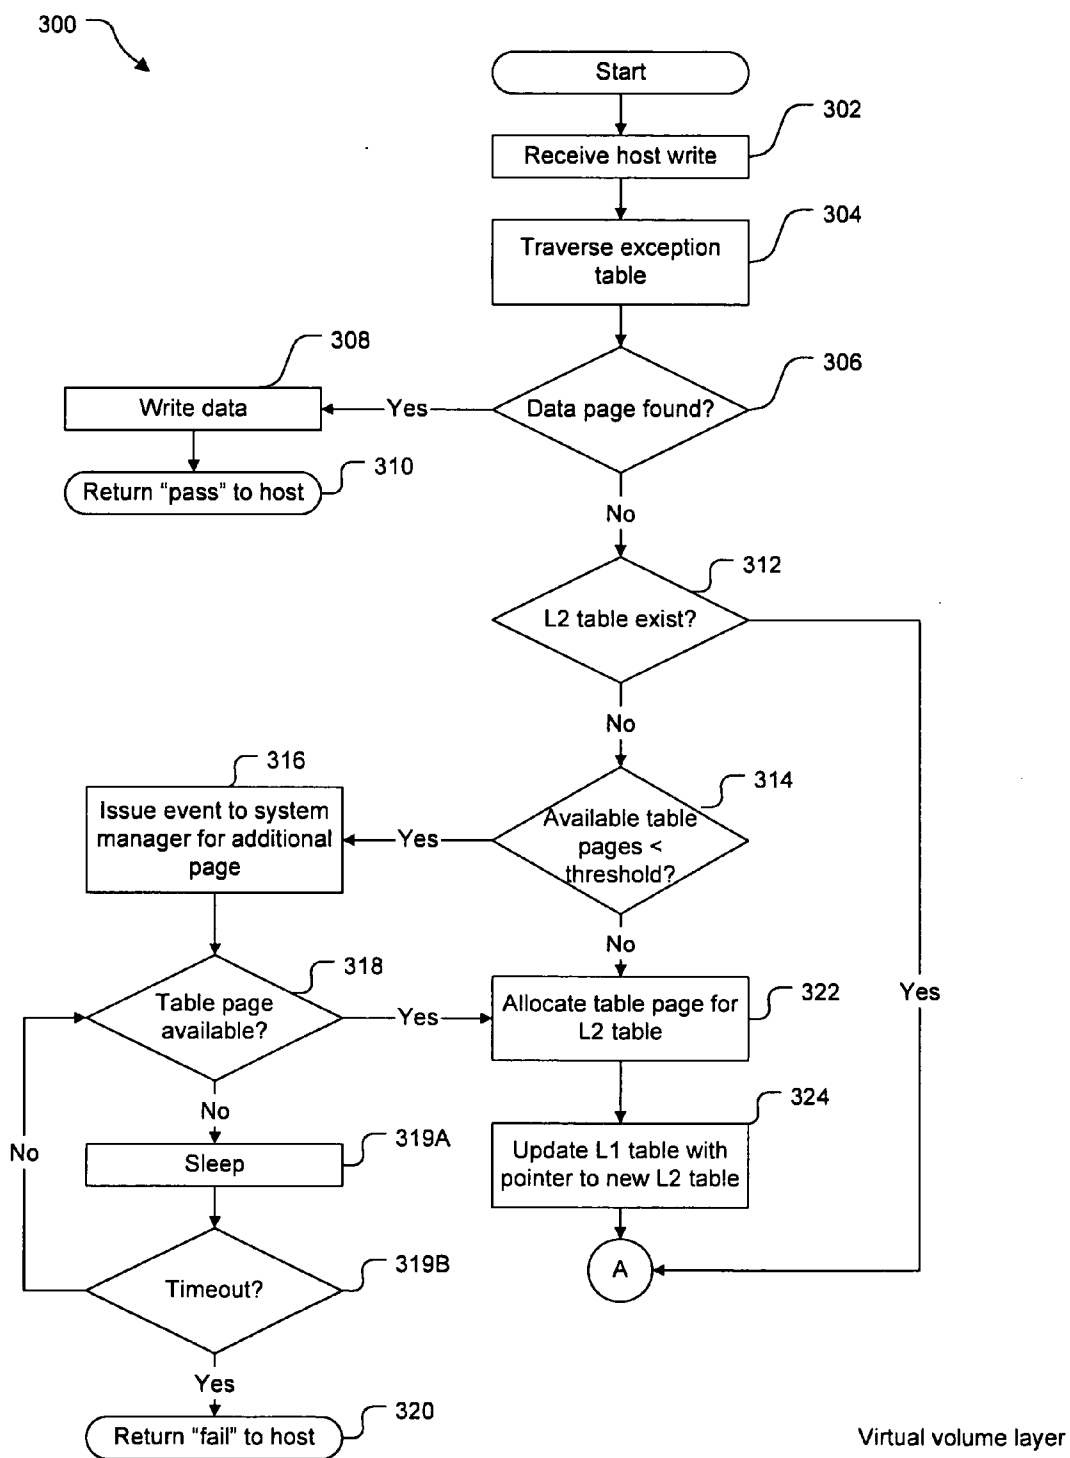 300
Start
302
Receive host write
304
Traverse exception
table
306
Data page found?
Yes
308
Write data
310
Return “pass” to host
No
312
L2 table exist?
Yes
No
314
Available table
pages <
threshold?
Yes
316
Issue event to system
manager for additional
page
No
318
Table page
available?
Yes
322
Allocate table page for
L2 table
324
Update L1 table with
pointer to new L2 table
A
No
319A
Sleep
319B
Timeout?
No
Yes
320
Return “fail” to host
Virtual volume layer